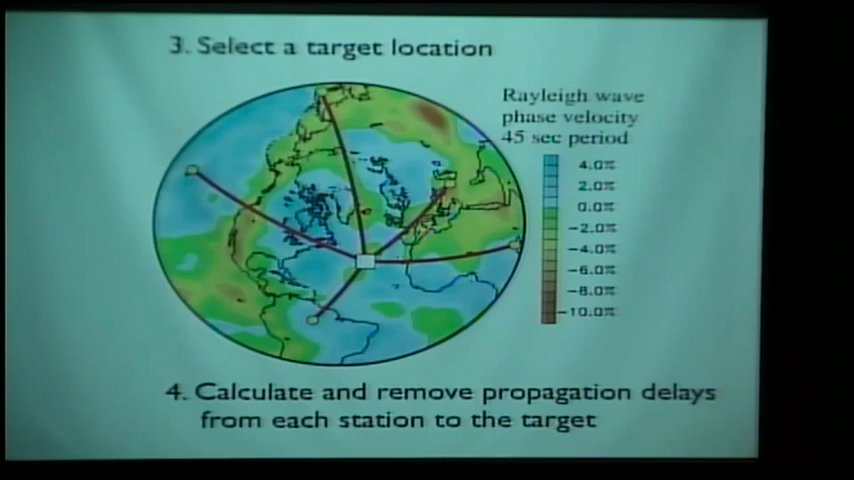 3. Select a target location
Rayleigh wave
phase velocity
45 sec period
4.0%
2.0%
0.0%
-2.0%
-4.0%
-6.0%
-8.0%
-10.0%
4. Calculate and remove propagation delays
from each station to the target